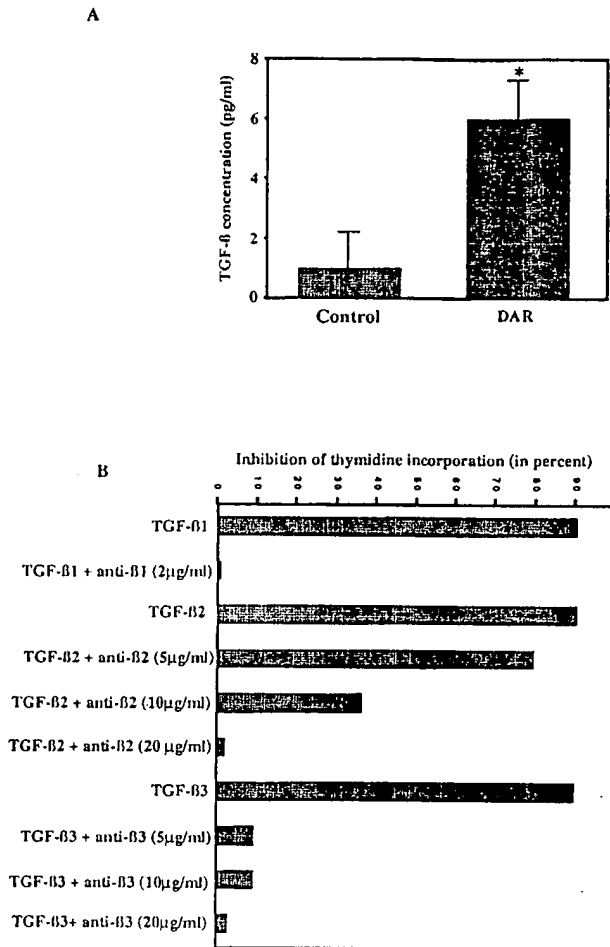 A
TGF-ß concentration (pg/ml)
8
6
4
2
0
*
Control
DAR
B
Inhibition of thymidine incorporation (in percent)
0
10
20
30
40
50
60
70
80
90
TGF-ß1
TGF-ß1 + anti-ß1 (2µg/ml)
TGF-ß2
TGF-ß2 + anti-ß2 (5µg/ml)
TGF-ß2 + anti-ß2 (10µg/ml)
TGF-ß2 + anti-ß2 (20 µg/ml)
TGF-ß3
TGF-ß3 + anti-ß3 (5µg/ml)
TGF-ß3 + anti-ß3 (10µg/ml)
TGF-ß3+ anti-ß3 (20µg/ml)